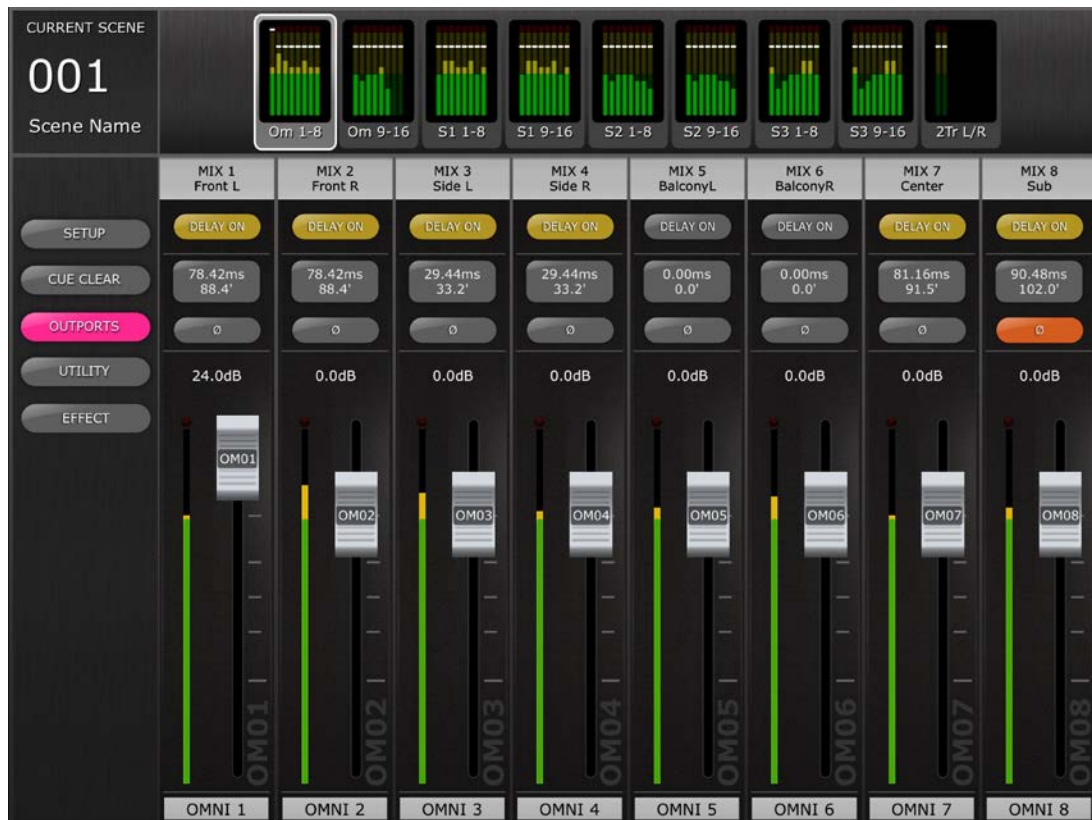 CURRENT SCENE
001
Scene Name
Om 1-8 Om 9-16 S1 1-8 S1 9-16 S2 1-8 S2 9-16 S3 1-8 S3 9-16 2Tr L/R
MIX 1 MIX 2 MIX 3 MIX 4 MIX 5 MIX 6 MIX 7 MIX 8
Front L Front R Side L Side R BalconyL BalconyR Center Sub
SETUP
CUE CLEAR
OUTPORTS
UTILITY
EFFECT
DELAY ON DELAY ON DELAY ON DELAY ON DELAY ON DELAY ON DELAY ON DELAY ON
78.42ms 78.42ms 29.44ms 29.44ms 0.00ms 0.00ms 81.16ms 90.48ms
88.4' 88.4' 33.2' 33.2' 0.0' 0.0' 91.5' 102.0'
Ø Ø Ø Ø Ø Ø Ø Ø
24.0dB 0.0dB 0.0dB 0.0dB 0.0dB 0.0dB 0.0dB 0.0dB
OM01 OM02 OM03 OM04 OM05 OM06 OM07 OM08
OM01 OM02 OM03 OM04 OM05 OM06 OM07 OM08
OMNI 1 OMNI 2 OMNI 3 OMNI 4 OMNI 5 OMNI 6 OMNI 7 OMNI 8